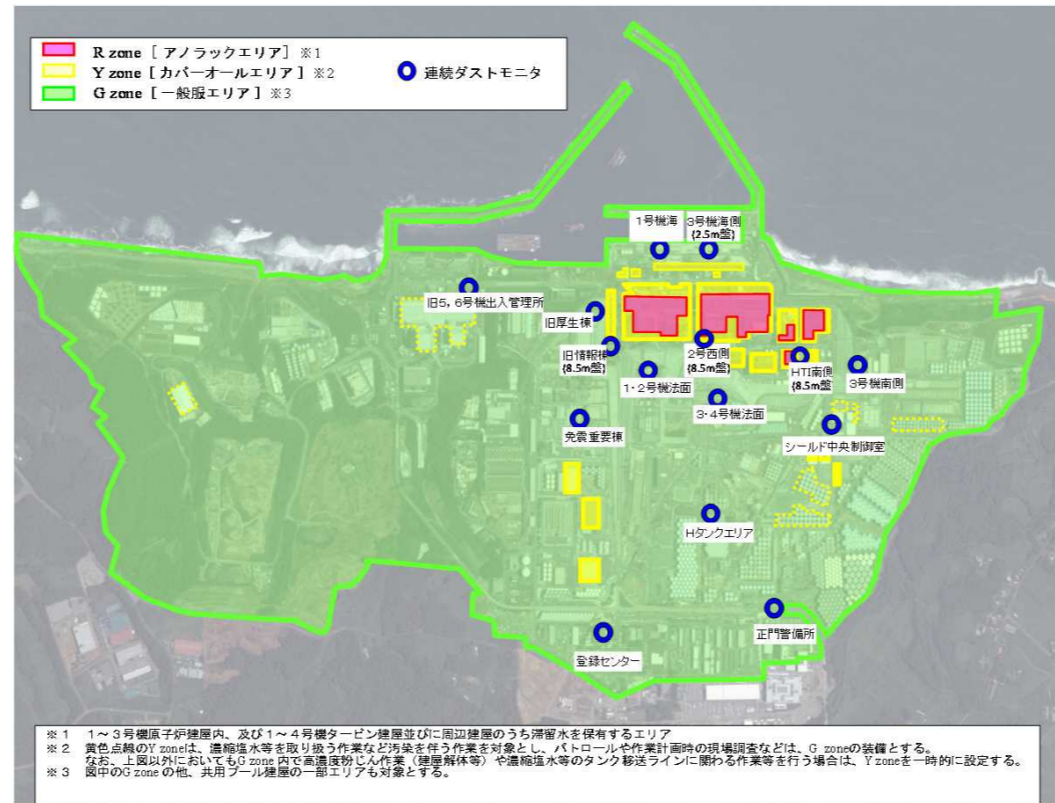 R zone [ アノラックエリア] ※1
Y zone [ カバーオールエリア ] ※2
G zone [ 一般服エリア ] ※3
連続ダストモニタ
1号機海
3号機海側
(2.5m盤)
旧5，6号機出入管理所
旧厚生棟
旧情報棟
(8.5m盤)
2号西側
(8.5m盤)
HTI南側
(8.5m盤)
3号機南側
1・2号機法面
3・4号機法面
免震重要棟
シールド中央制御室
Hタンクエリア
正門警備所
登録センター
※1 1～3号機原子炉建屋内、及び1～4号機タービン建屋並びに周辺建屋のうち滞留水を保有するエリア
※2 黄色点線のY zoneは、濃縮塩水等を取り扱う作業など汚染を伴う作業を対象とし、パトロールや作業計画時の現場調査などは、G zoneの装備とする。
なお、上図以外においてもG zone 内で高濃度粉じん作業（建屋解体等）や濃縮塩水等のタンク移送ラインに関わる作業等を行う場合は、Y zoneを一時的に設定する。
※3 図中のG zone の他、共用プール建屋の一部エリアも対象とする。